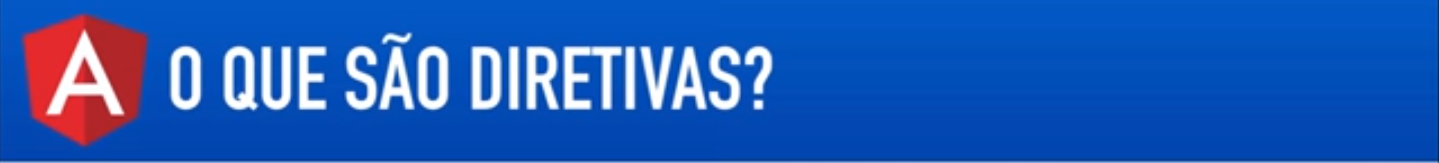 O QUE SÃO DIRETIVAS?